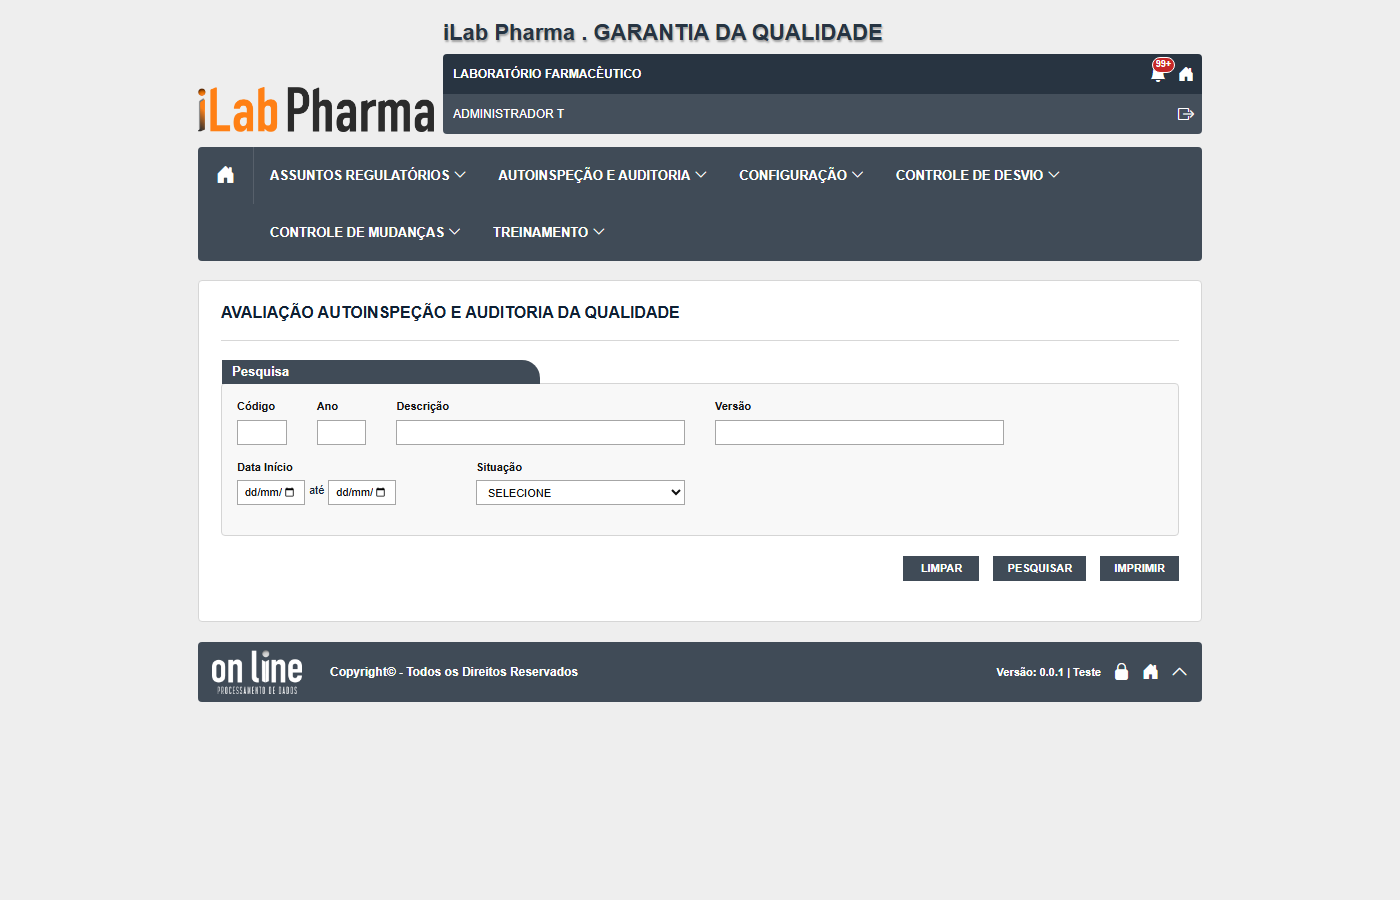 iLab Pharma . GARANTIA DA QUALIDADE
LABORATÓRIO FARMACÊUTICO
99+
iLab Pharma
ADMINISTRADOR T
ASSUNTOS REGULATÓRIOS
AUTOINSPEÇÃO E AUDITORIA
CONFIGURAÇÃO
CONTROLE DE DESVIO
CONTROLE DE MUDANÇAS
TREINAMENTO
AVALIAÇÃO AUTOINSPEÇÃO E AUDITORIA DA QUALIDADE
Pesquisa
Código Ano Descrição Versão
Data Início Situação
dd/mm/ até dd/mm/ SELECIONE
LIMPAR PESQUISAR IMPRIMIR
on line
PROCESSAMENTO DE DADOS
Copyright© - Todos os Direitos Reservados
Versão: 0.0.1 | Teste